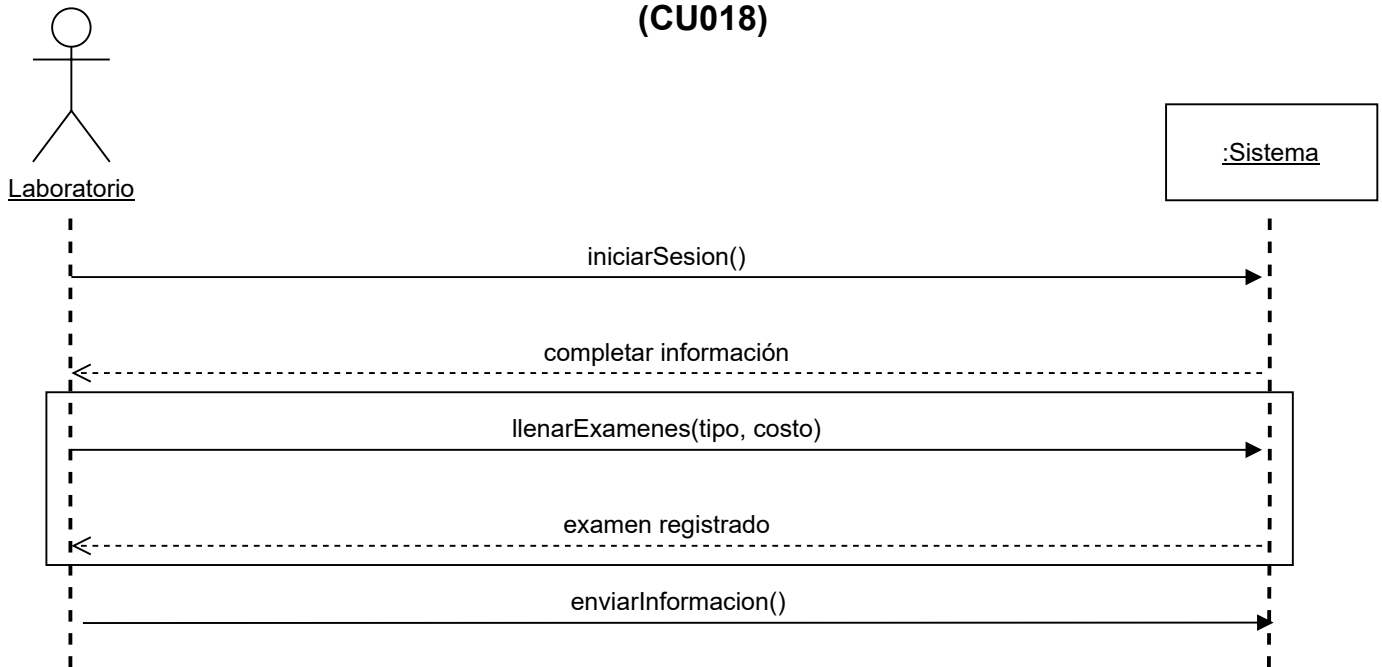 (CU018)
:Sistema
Laboratorio
iniciarSesion()
completar información
llenarExamenes(tipo, costo)
examen registrado
enviarInformacion()